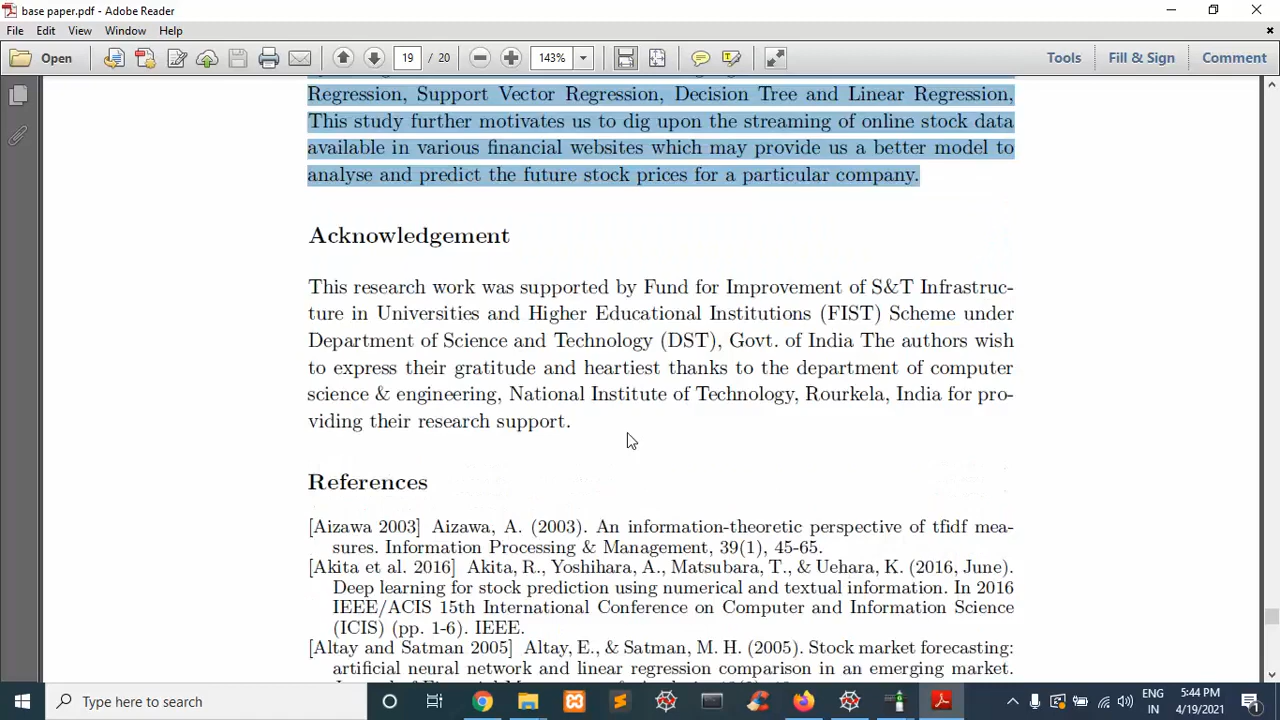 base paper.pdf - Adobe Reader
File Edit View Window Help
Open 19 / 20 143% Tools Fill & Sign Comment
Regression, Support Vector Regression, Decision Tree and Linear Regression,
This study further motivates us to dig upon the streaming of online stock data
available in various financial websites which may provide us a better model to
analyse and predict the future stock prices for a particular company.
Acknowledgement
This research work was supported by Fund for Improvement of S&T Infrastruc-
ture in Universities and Higher Educational Institutions (FIST) Scheme under
Department of Science and Technology (DST), Govt. of India The authors wish
to express their gratitude and heartiest thanks to the department of computer
science & engineering, National Institute of Technology, Rourkela, India for pro-
viding their research support.
References
[Aizawa 2003] Aizawa, A. (2003). An information-theoretic perspective of tfidf mea-
sures. Information Processing & Management, 39(1), 45-65.
[Akita et al. 2016] Akita, R., Yoshihara, A., Matsubara, T., & Uehara, K. (2016, June).
Deep learning for stock prediction using numerical and textual information. In 2016
IEEE/ACIS 15th International Conference on Computer and Information Science
(ICIS) (pp. 1-6). IEEE.
[Altay and Satman 2005] Altay, E., & Satman, M. H. (2005). Stock market forecasting:
artificial neural network and linear regression comparison in an emerging market.
Type here to search
ENG
IN
5:44 PM
4/19/2021